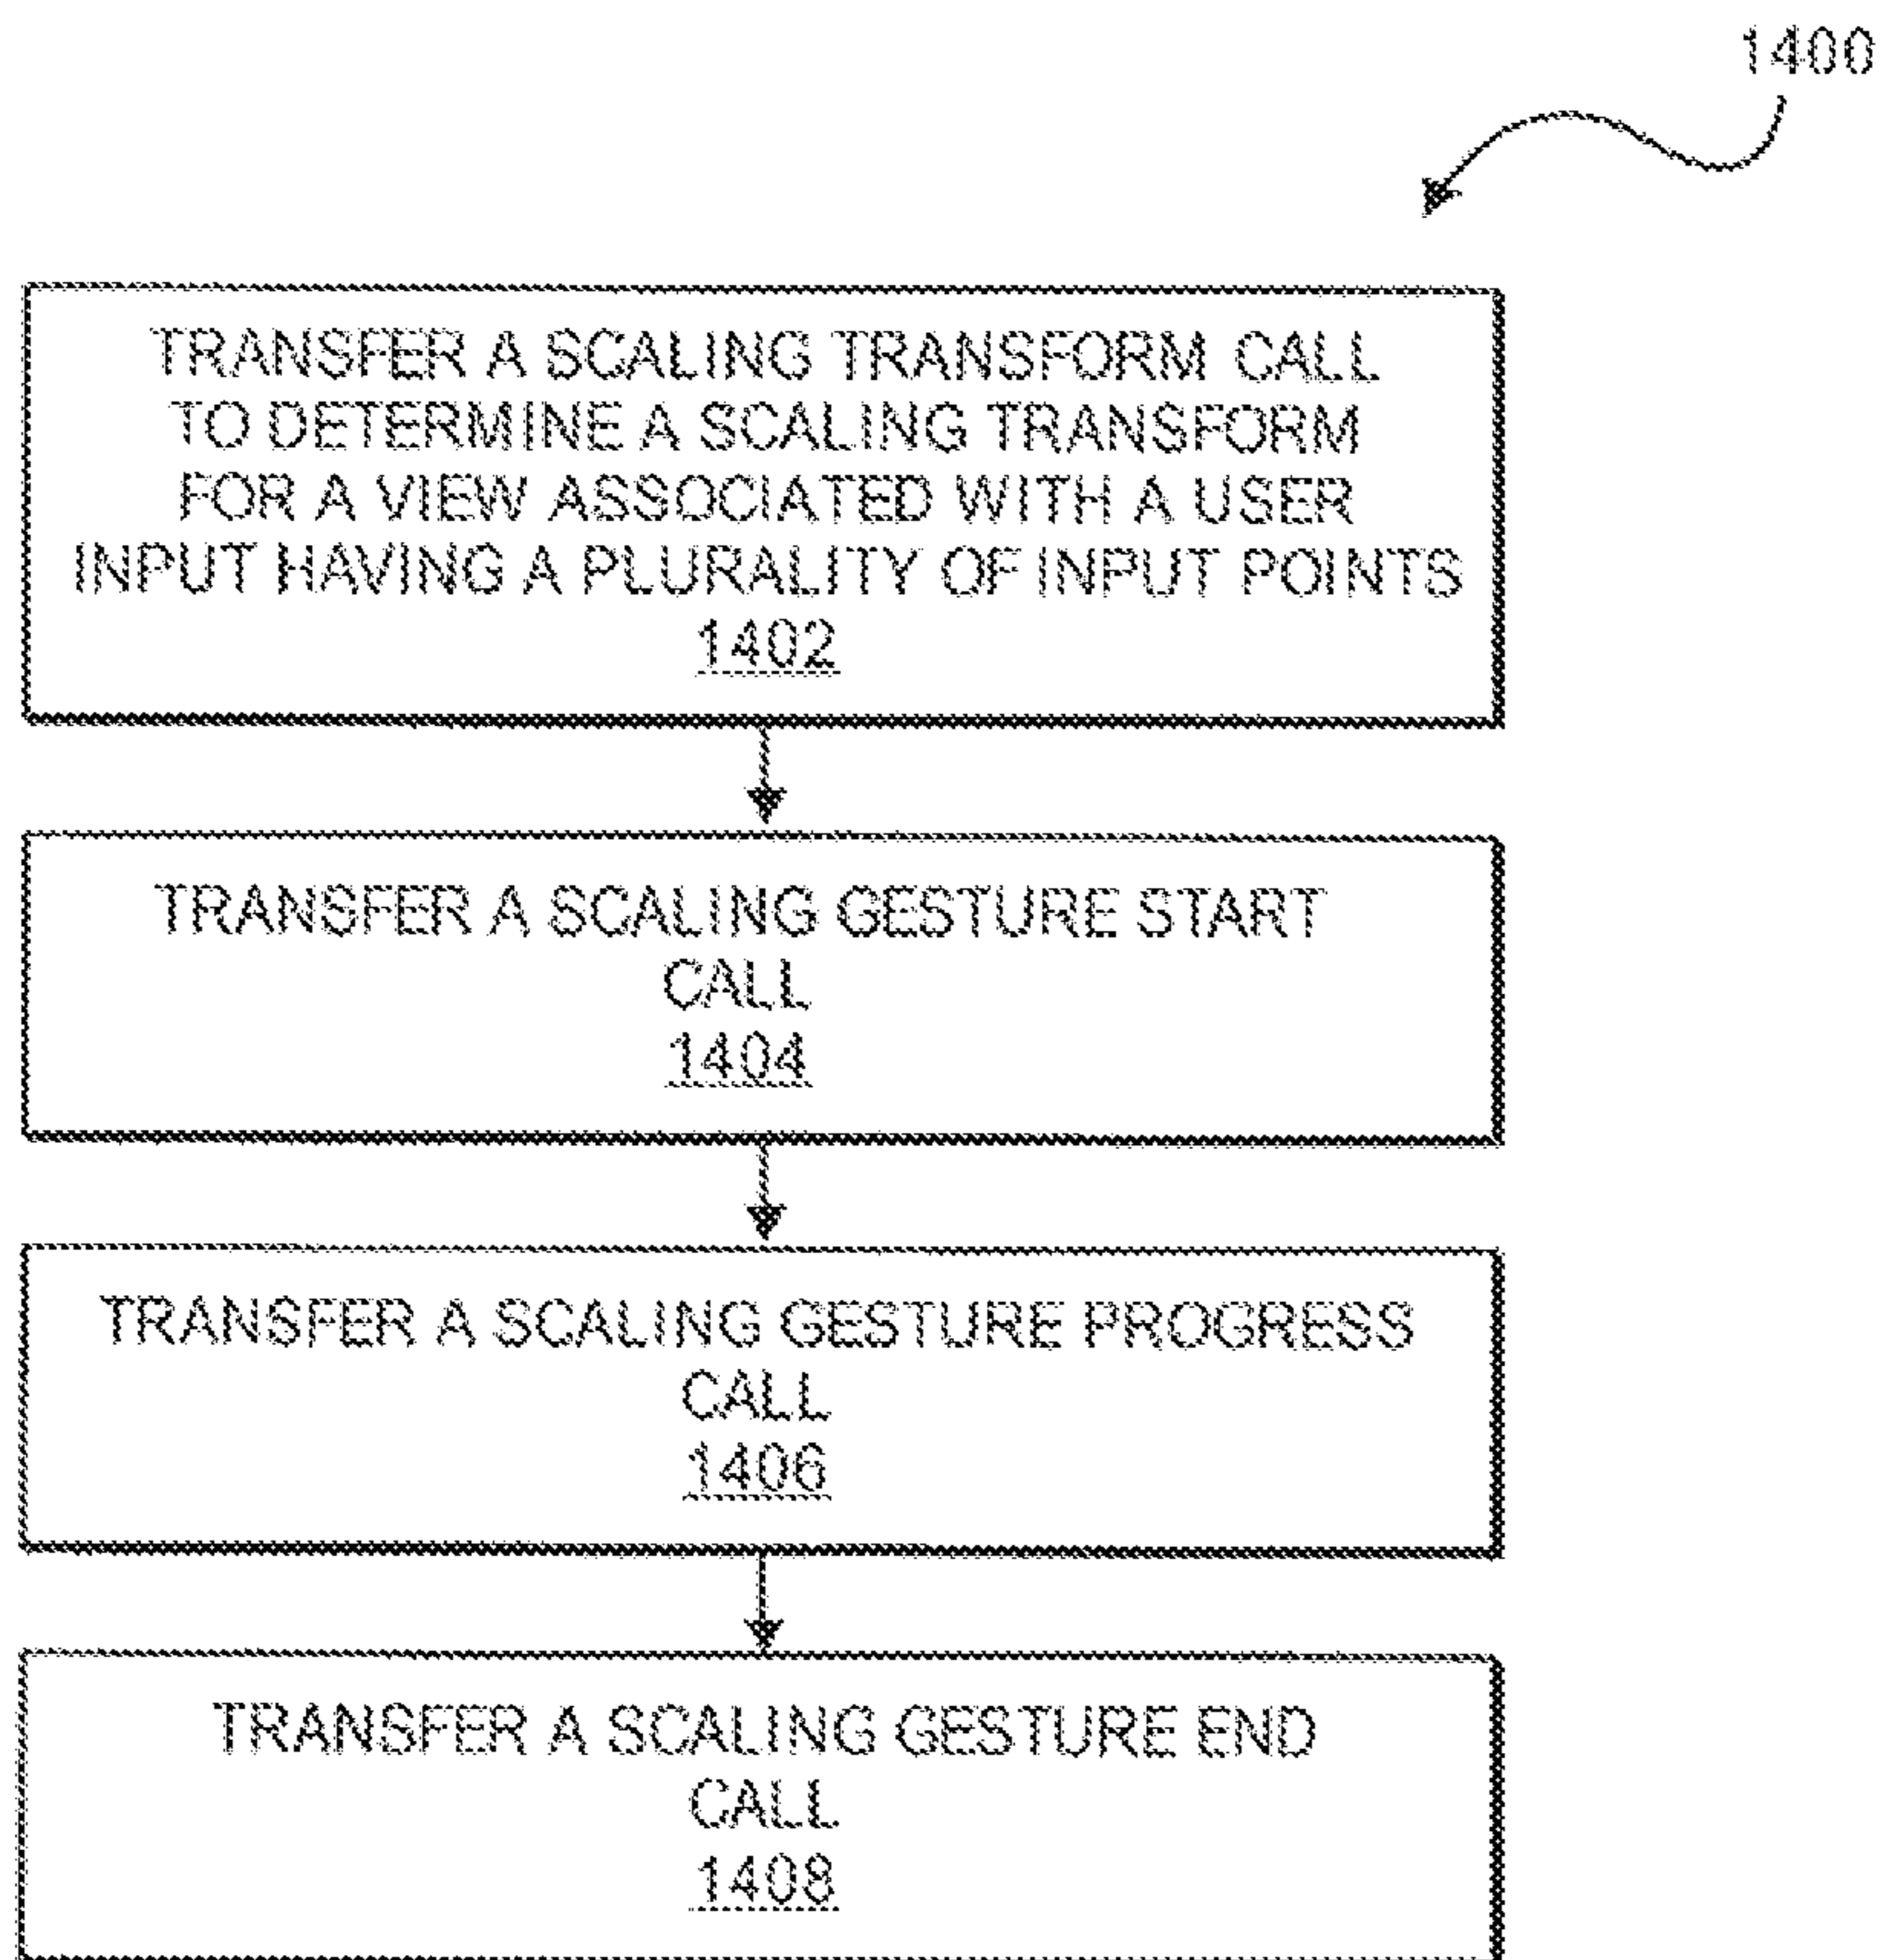 1400
TRANSFER A SCALING TRANSFORM CALL
TO DETERMINE A SCALING TRANSFORM
FOR A VIEW ASSOCIATED WITH A USER
INPUT HAVING A PLURALITY OF INPUT POINTS
1402
TRANSFER A SCALING GESTURE START
CALL
1404
TRANSFER A SCALING GESTURE PROGRESS
CALL
1406
TRANSFER A SCALING GESTURE END
CALL
1408